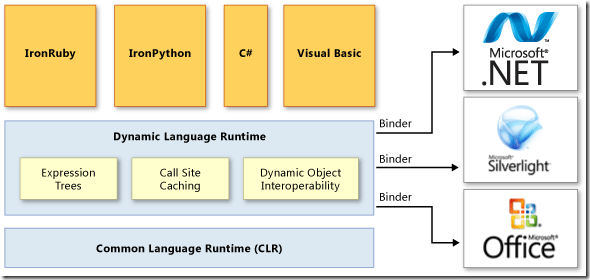 IronRuby
IronPython
C#
Visual Basic
Dynamic Language Runtime
Expression
Trees
Call Site
Caching
Dynamic Object
Interoperability
Common Language Runtime (CLR)
Binder
Binder
Binder
Microsoft®
.NET
Microsoft®
Silverlight™
Microsoft®
Office